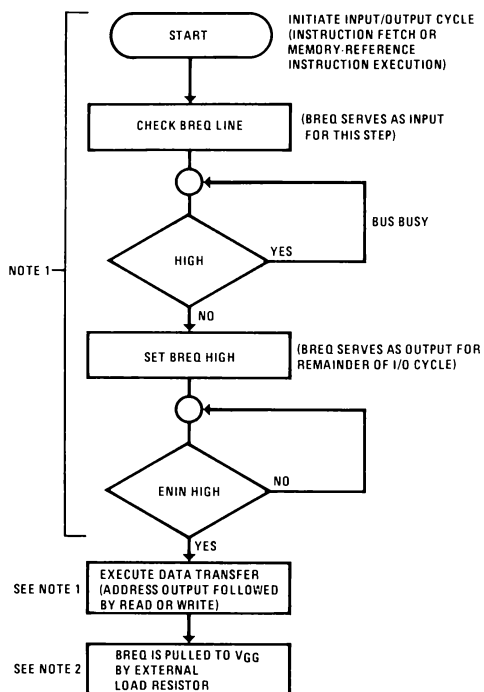 START
INITIATE INPUT/OUTPUT CYCLE
(INSTRUCTION FETCH OR
MEMORY-REFERENCE
INSTRUCTION EXECUTION)
CHECK BREQ LINE
(BREQ SERVES AS INPUT
FOR THIS STEP)
BUS BUSY
HIGH
YES
NOTE 1
NO
SET BREQ HIGH
(BREQ SERVES AS OUTPUT FOR
REMAINDER OF I/O CYCLE)
ENIN HIGH
NO
YES
SEE NOTE 1
EXECUTE DATA TRANSFER
(ADDRESS OUTPUT FOLLOWED
BY READ OR WRITE)
SEE NOTE 2
BREQ IS PULLED TO VGG
BY EXTERNAL
LOAD RESISTOR